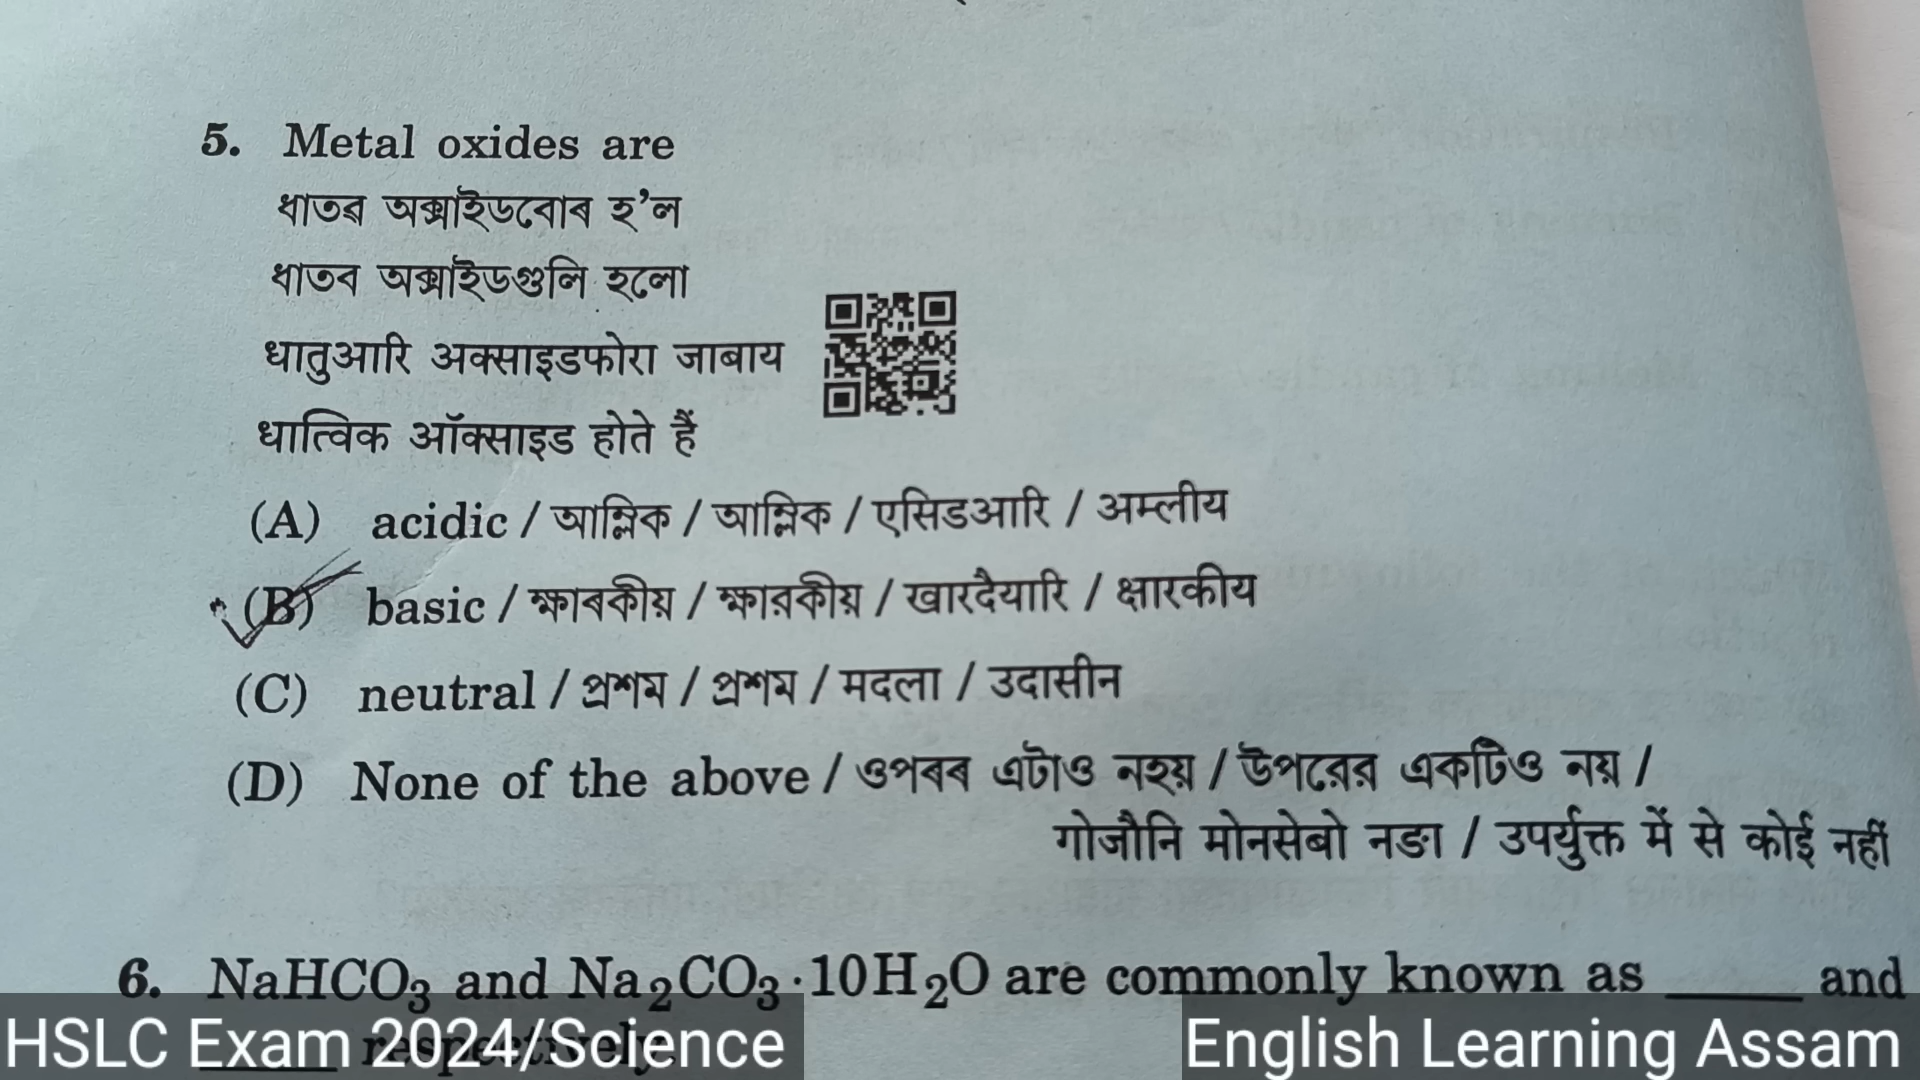 5. Metal oxides are
ধাতৱ অক্সাইডবোৰ হ'ল
ধাতব অক্সাইডগুলি হলো
धातुआरि अक्साइडफोरा जाबाय
धात्विक ऑक्साइड होते हैं
(A) acidic / আম্লিক / আম্লিক / एसिडआरि / अम्लीय
(B) basic / ক্ষাৰকীয় / ক্ষারকীয় / खारदैयारि / क्षारकीय
(C) neutral / প্ৰশম / প্রশম / मदला / उदासीन
(D) None of the above / ওপৰৰ এটাও নহয় / উপরের একটিও নয় /
गोजौनि मोनसेबो नङा / उपर्युक्त में से कोई नहीं
6. NaHCO₃ and Na₂CO₃·10H₂O are commonly known as _____ and
_____ respectively.
HSLC Exam 2024/Science
English Learning Assam